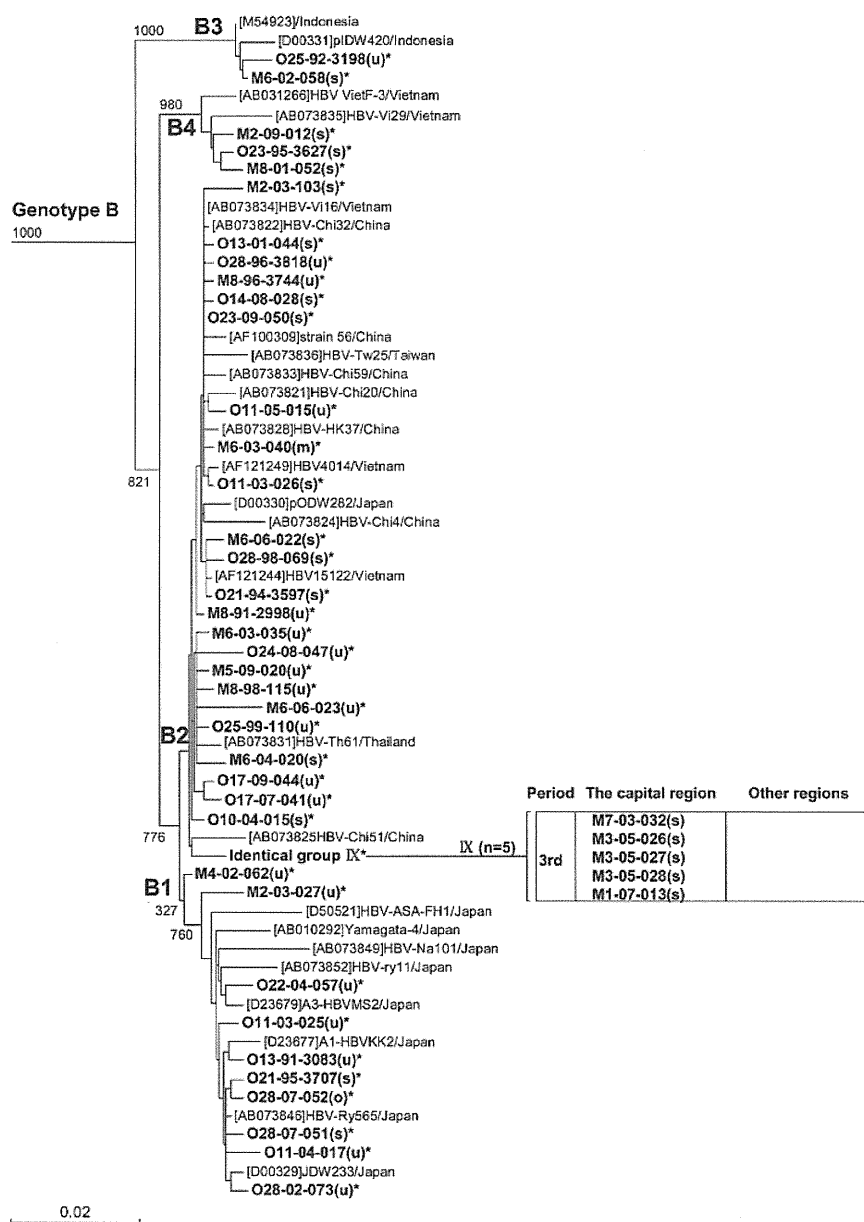 1000
B3
[M54923]/Indonesia
[D00331]pIDW420/Indonesia
O25-92-3198(u)*
M6-02-058(s)*
980
B4
[AB031266]HBV VietF-3/Vietnam
[AB073835]HBV-Vi29/Vietnam
M2-09-012(s)*
O23-95-3627(s)*
M8-01-052(s)*
M2-03-103(s)*
Genotype B
1000
[AB073834]HBV-Vi16/Vietnam
[AB073822]HBV-Chi32/China
O13-01-044(s)*
O28-96-3818(u)*
M8-96-3744(u)*
O14-08-028(s)*
O23-09-050(s)*
[AF100309]strain 56/China
[AB073836]HBV-Tw25/Taiwan
[AB073833]HBV-Chi59/China
[AB073821]HBV-Chi20/China
O11-05-015(u)*
[AB073828]HBV-HK37/China
M6-03-040(m)*
[AF121249]HBV4014/Vietnam
821
O11-03-026(s)*
[D00330]pODW282/Japan
[AB073824]HBV-Chi4/China
M6-06-022(s)*
O28-98-069(s)*
[AF121244]HBV15122/Vietnam
O21-94-3597(s)*
M8-91-2998(u)*
M6-03-035(u)*
O24-08-047(u)*
M5-09-020(u)*
M8-98-115(u)*
M6-06-023(u)*
B2
O25-99-110(u)*
[AB073831]HBV-Th61/Thailand
M6-04-020(s)*
O17-09-044(u)*
O17-07-041(u)*
O10-04-015(s)*
776
[AB073825HBV-Chi51/China
Identical group Ⅸ*
Ⅸ (n=5)
Period The capital region Other regions
3rd
M7-03-032(s)
M3-05-026(s)
M3-05-027(s)
M3-05-028(s)
M1-07-013(s)
B1
M4-02-062(u)*
M2-03-027(u)*
327
760
[D50521]HBV-ASA-FH1/Japan
[AB010292]Yamagata-4/Japan
[AB073849]HBV-Na101/Japan
[AB073852]HBV-ry11/Japan
O22-04-057(u)*
[D23679]A3-HBVMS2/Japan
O11-03-025(u)*
[D23677]A1-HBVKK2/Japan
O13-91-3083(u)*
O21-95-3707(s)*
O28-07-052(o)*
[AB073846]HBV-Ry565/Japan
O28-07-051(s)*
O11-04-017(u)*
[D00329]JDW233/Japan
O28-02-073(u)*
0.02